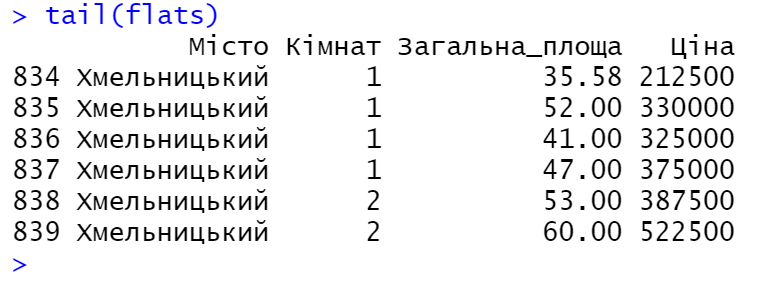 > tail(flats)
Місто Кімнат Загальна_площа Ціна
834 Хмельницький 1 35.58 212500
835 Хмельницький 1 52.00 330000
836 Хмельницький 1 41.00 325000
837 Хмельницький 1 47.00 375000
838 Хмельницький 2 53.00 387500
839 Хмельницький 2 60.00 522500
>